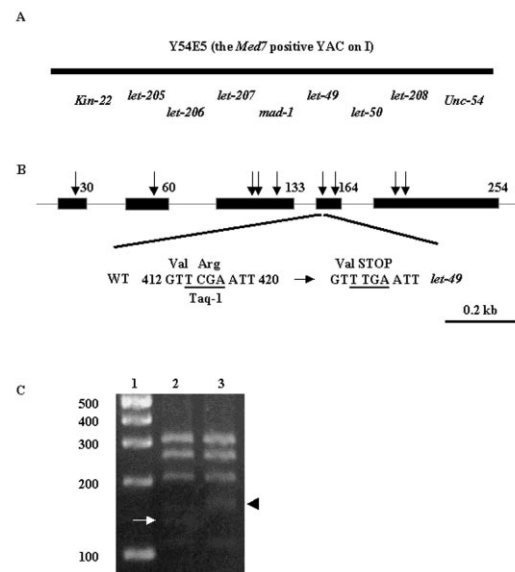 A
Y54E5 (the Med7 positive YAC on I)
Kin-22 let-205 let-206 let-207 mad-1 let-49 let-50 let-208 Unc-54
B
30 60 133 164 254
Val Arg Val STOP
WT 412 GTT CGA ATT 420 → GTT TGA ATT let-49
Taq-1
0.2 kb
C
1 2 3
500
400
300
200
100